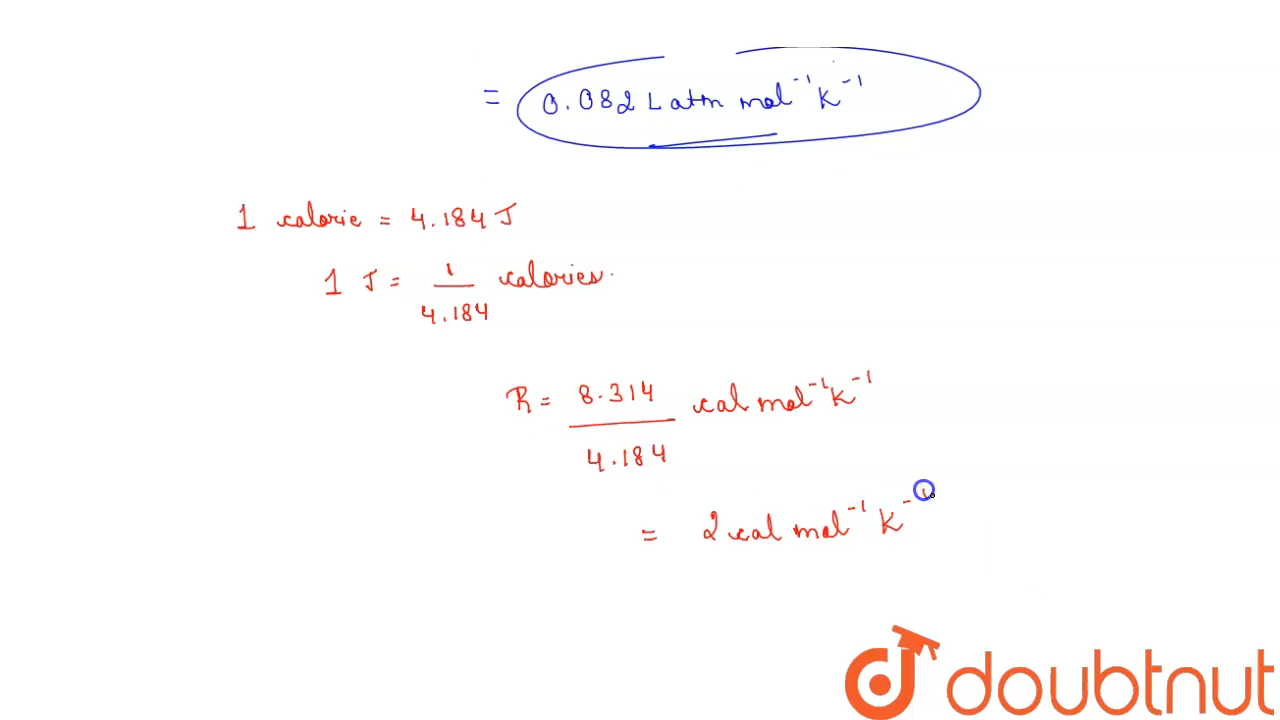 = 0.082 L atm mol⁻¹ K⁻¹
1 calorie = 4.184 J
1 J = 1/4.184 calories.
R = 8.314/4.184 cal mol⁻¹ K⁻¹
= 2 cal mol⁻¹ K⁻¹
doubtnut